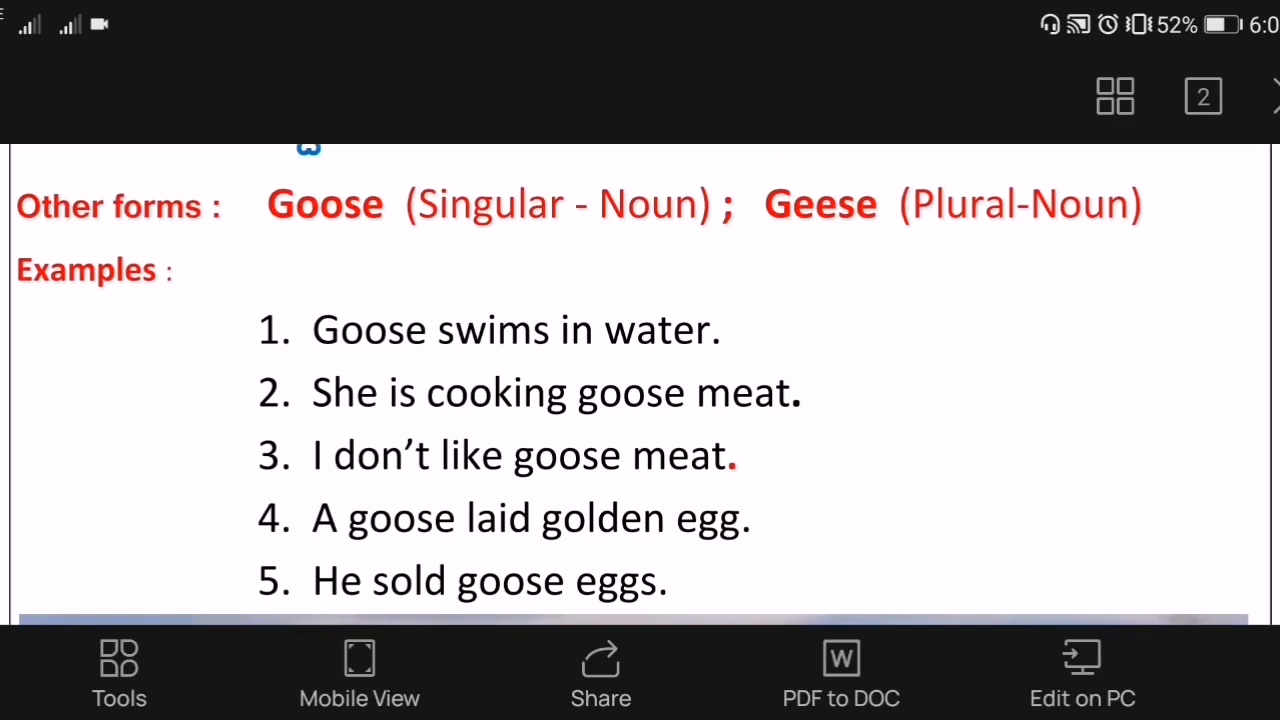 52% 6:0
2
Other forms : Goose (Singular - Noun) ; Geese (Plural-Noun)
Examples :
1. Goose swims in water.
2. She is cooking goose meat.
3. I don’t like goose meat.
4. A goose laid golden egg.
5. He sold goose eggs.
Tools Mobile View Share PDF to DOC Edit on PC